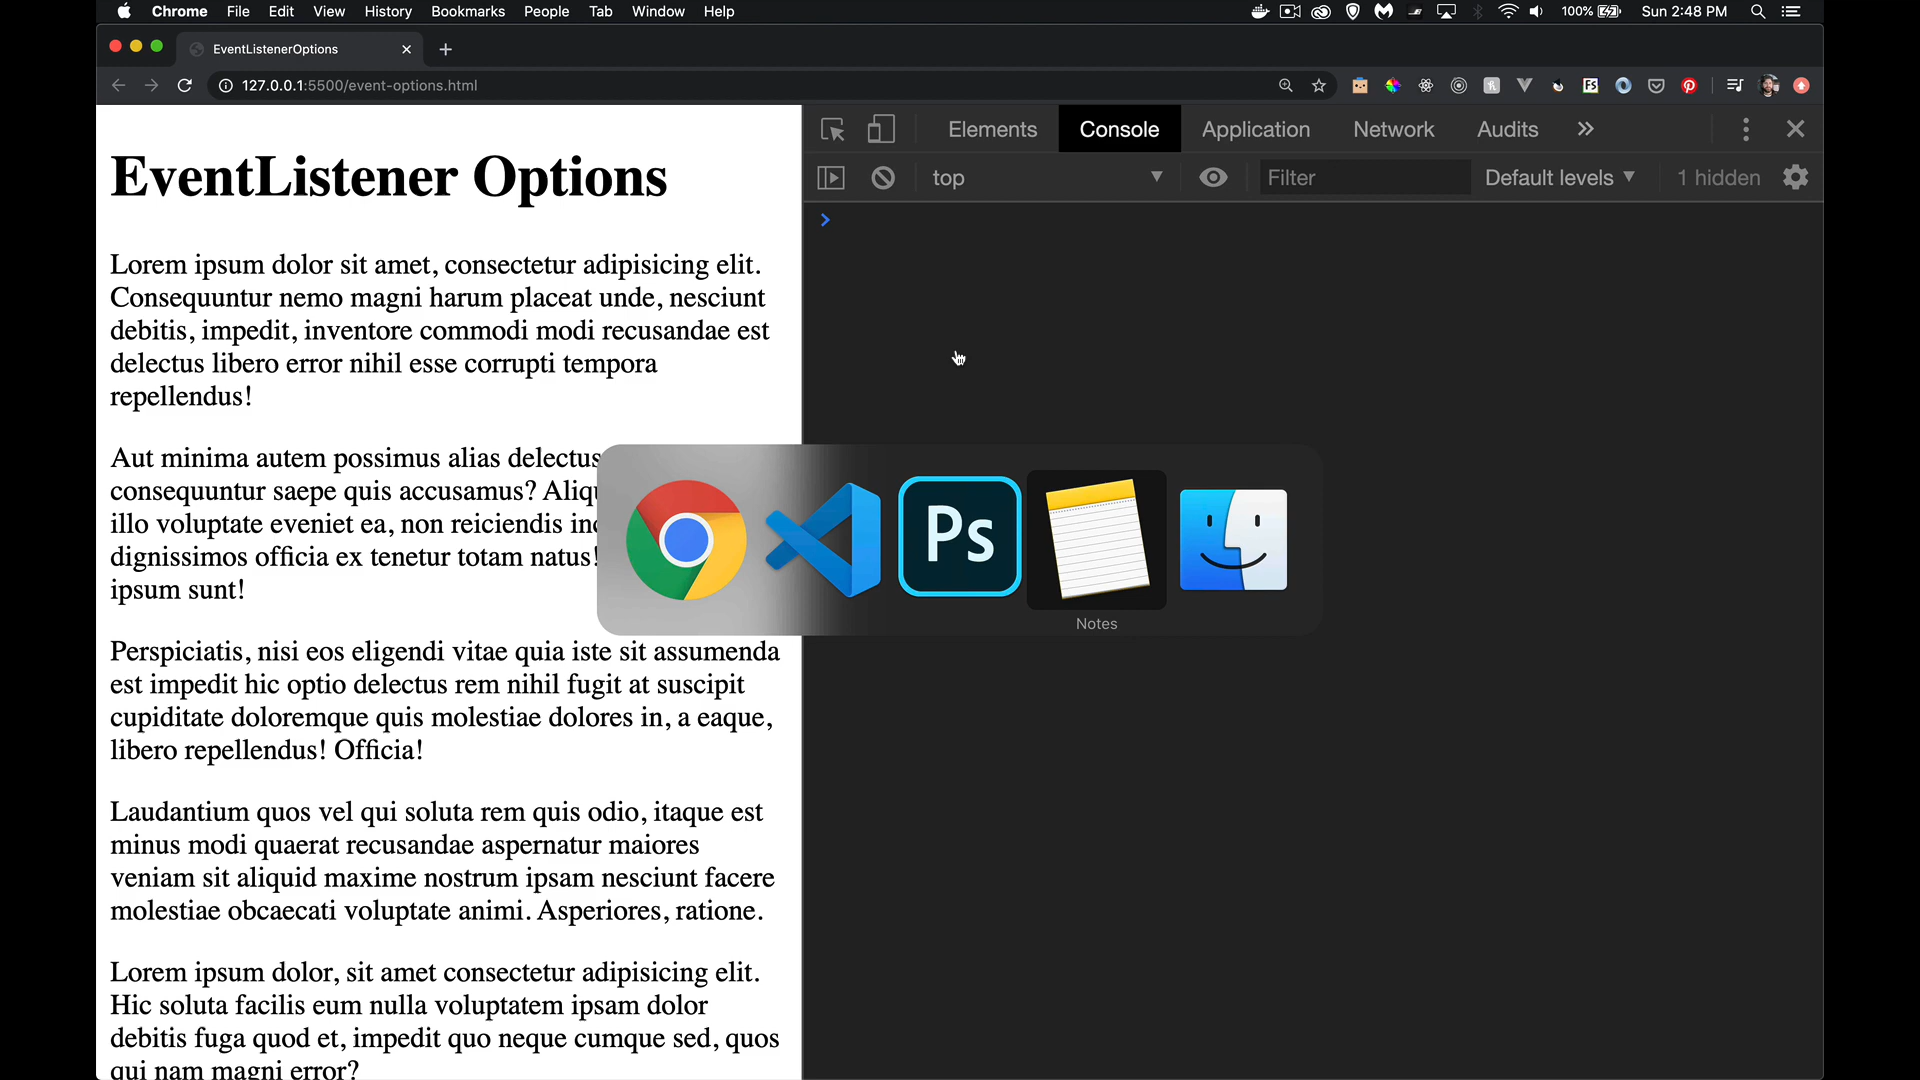 Chrome File Edit View History Bookmarks People Tab Window Help 100% Sun 2:48 PM
EventListenerOptions
127.0.0.1:5500/event-options.html
Elements Console Application Network Audits
top Filter Default levels 1 hidden
EventListener Options
Lorem ipsum dolor sit amet, consectetur adipisicing elit.
Consequuntur nemo magni harum placeat unde, nesciunt
debitis, impedit, inventore commodi modi recusandae est
delectus libero error nihil esse corrupti tempora
repellendus!
Aut minima autem possimus alias delectus
consequuntur saepe quis accusamus?
illo voluptate eveniet ea, non reiciendis
dignissimos officia ex tenetur totam natus!
ipsum sunt!
Ps
Notes
Perspiciatis, nisi eos eligendi vitae quia iste sit assumenda
est impedit hic optio delectus rem nihil fugit at suscipit
cupiditate doloremque quis molestiae dolores in, a eaque,
libero repellendus! Officia!
Laudantium quos vel qui soluta rem quis odio, itaque est
minus modi quaerat recusandae aspernatur maiores
veniam sit aliquid maxime nostrum ipsam nesciunt facere
molestiae obcaecati voluptate animi. Asperiores, ratione.
Lorem ipsum dolor, sit amet consectetur adipisicing elit.
Hic soluta facilis eum nulla voluptatem ipsam dolor
debitis fuga quod et, impedit quo neque cumque sed, quos
qui nam magni error?